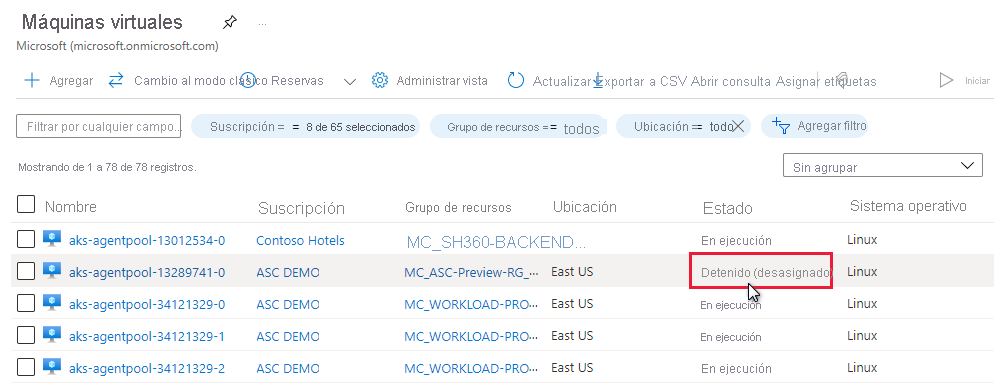 Máquinas virtuales ...
Microsoft (microsoft.onmicrosoft.com)
Agregar Cambio al modo clásico Reservas Administrar vista Actualizar Exportar a CSV Abrir consulta Asignar etiquetas Iniciar
Filtrar por cualquier campo... Suscripción = = 8 de 65 seleccionados Grupo de recursos == todos Ubicación == todo Agregar filtro
Mostrando de 1 a 78 de 78 registros. Sin agrupar
Nombre Suscripción Grupo de recursos Ubicación Estado Sistema operativo
aks-agentpool-13012534-0 Contoso Hotels MC_SH360-BACKEND... En ejecución Linux
aks-agentpool-13289741-0 ASC DEMO MC_ASC-Preview-RG_... East US Detenido (desasignado) Linux
aks-agentpool-34121329-0 ASC DEMO MC_WORKLOAD-PRO... East US En ejecución Linux
aks-agentpool-34121329-1 ASC DEMO MC_WORKLOAD-PRO... East US En ejecución Linux
aks-agentpool-34121329-2 ASC DEMO MC_WORKLOAD-PRO... East US En ejecución Linux